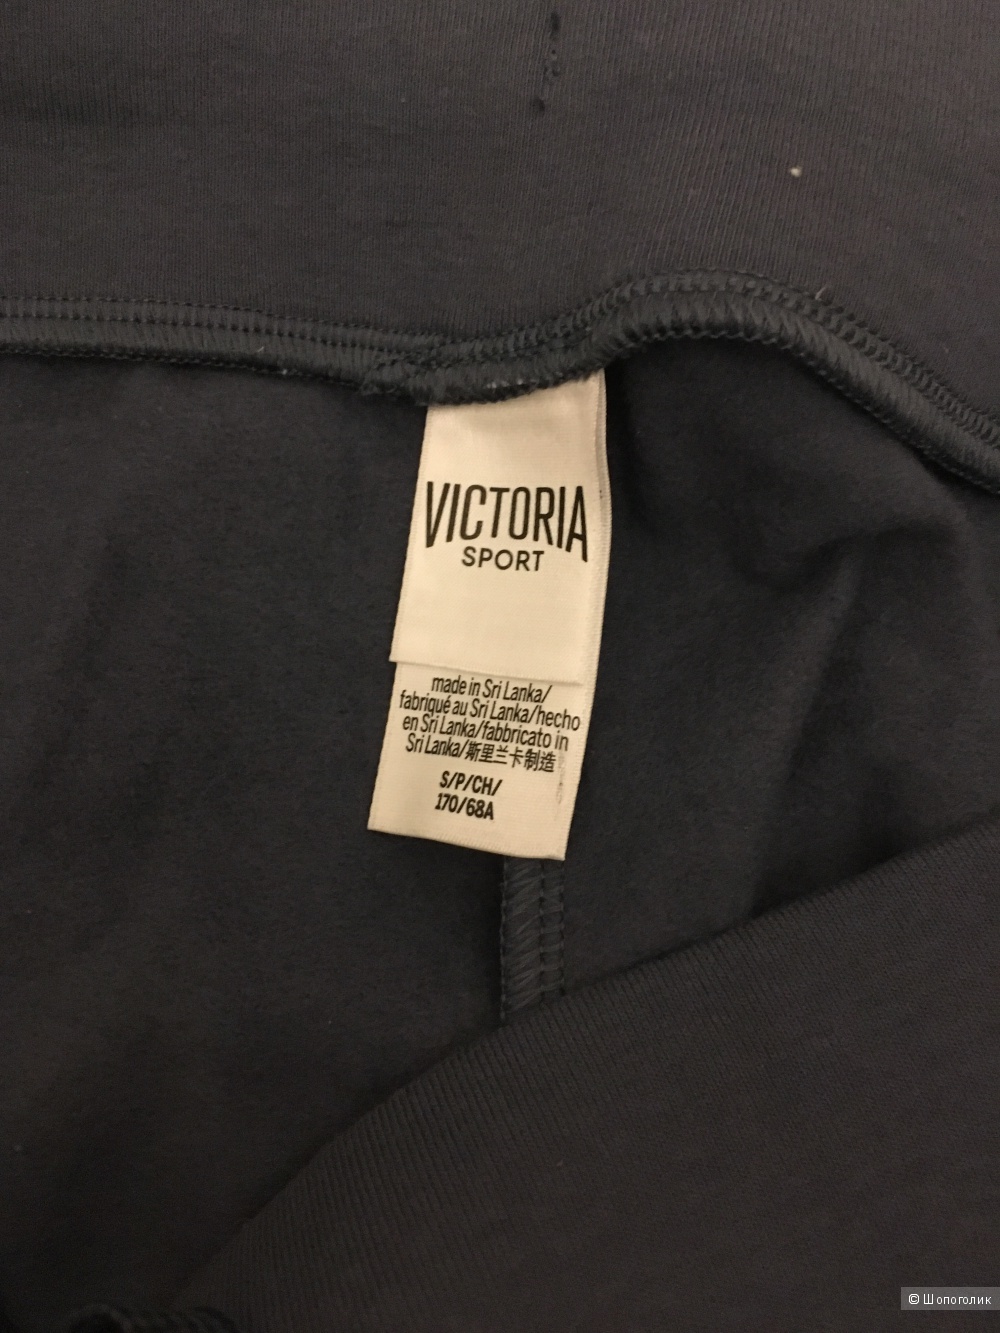 VICTORIA
SPORT
made in Sri Lanka/
fabriqué au Sri Lanka/hecho
en Sri Lanka/fabbricato in
Sri Lanka/斯里兰卡制造
S/P/CH/
170/68A
© Шопоголик